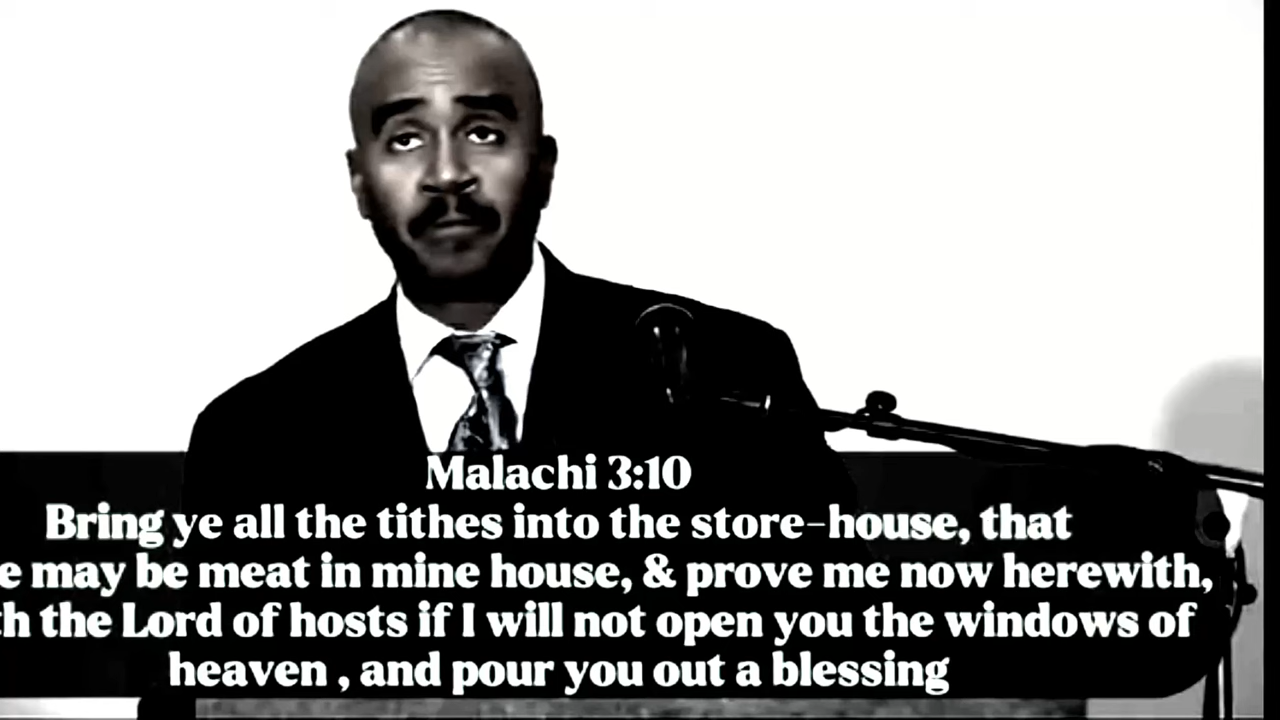 Malachi 3:10
Bring ye all the tithes into the store-house, that
may be meat in mine house, & prove me now herewith,
the Lord of hosts if I will not open you the windows of
heaven , and pour you out a blessing